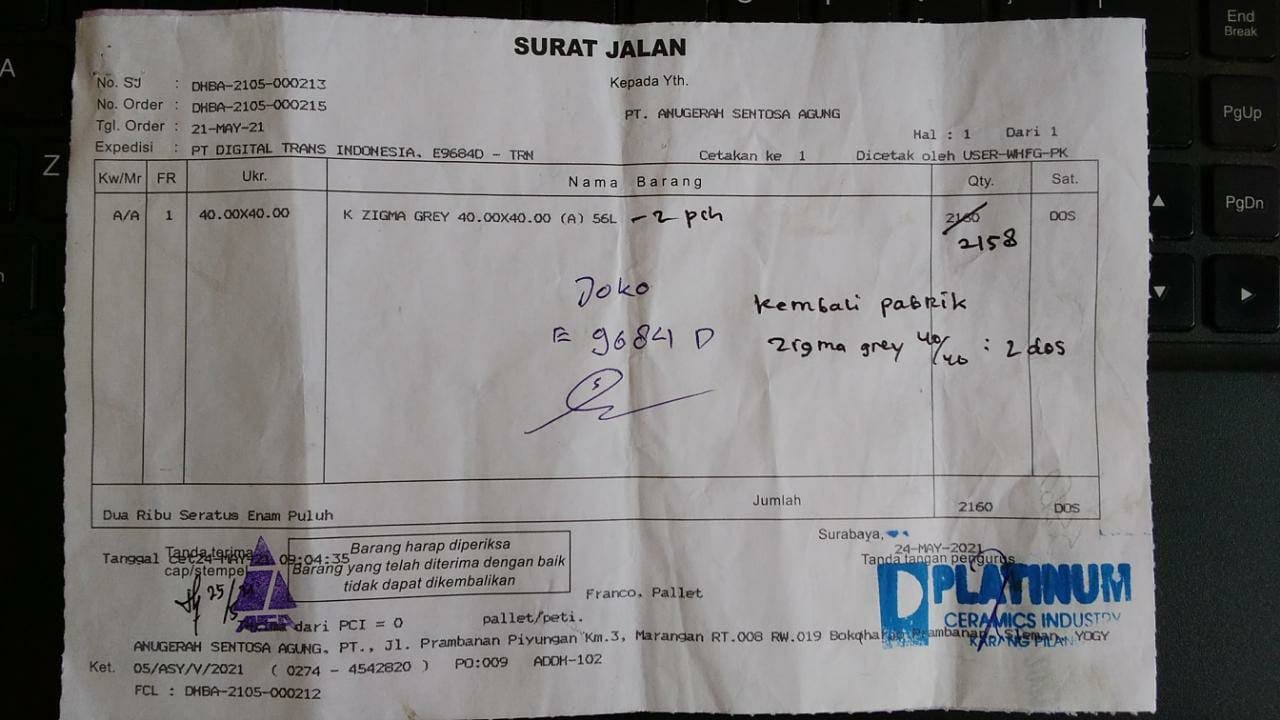 SURAT JALAN
No. SJ : DHBA-2105-000213
Kepada Yth.
No. Order : DHBA-2105-000215
PT. ANUGERAH SENTOSA AGUNG
Tgl. Order : 21-MAY-21
Hal : 1 Dari 1
Expedisi : PT DIGITAL TRANS INDONESIA, E9684D - TRN
Cetakan ke 1 Dicetak oleh USER-WHFG-PK
Kw/Mr FR Ukr. Nama Barang Qty. Sat.
A/A 1 40.00X40.00 K ZIGMA GREY 40.00X40.00 (A) 56L - 2 pch 2160 DOS
2158
Joko
Kembali pabrik
E 9684 D
Zigma grey 40/40 : 2 dos
Jumlah 2160 DOS
Dua Ribu Seratus Enam Puluh
Surabaya,
24-MAY-2021
Tanda tangan pengurus
Tanggal Cet24-MAY-21 09:04:35
Tanda terima
cap/stempel
25/5
Barang harap diperiksa
Barang yang telah diterima dengan baik
tidak dapat dikembalikan
PLATINUM
CERAMICS INDUSTRY
KARANG PILANG
Franco, Pallet
dari PCI = 0 pallet/peti.
ANUGERAH SENTOSA AGUNG, PT., Jl. Prambanan Piyungan Km.3, Marangan RT.008 RW.019 Bokoharjo Prambanan, Sleman, YOGY
Ket. 05/ASY/V/2021 ( 0274 - 4542820 ) PO:009 ADDH-102
FCL : DHBA-2105-000212
End
Break
PgUp
PgDn
A
Z